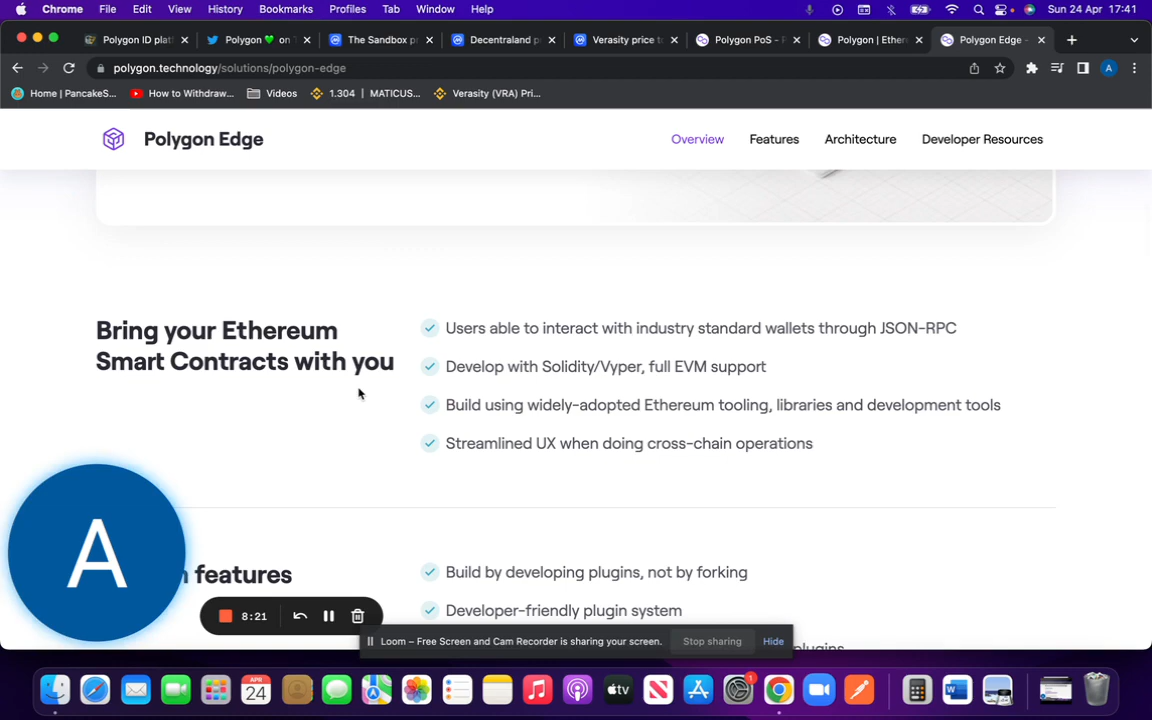 Chrome File Edit View History Bookmarks Profiles Tab Window Help Sun 24 Apr 17:41
Polygon ID plat Polygon 💚 on T The Sandbox pr Decentraland p Verasity price to Polygon PoS - P Polygon | Ether Polygon Edge -
polygon.technology/solutions/polygon-edge A
Home | PancakeS... How to Withdraw... Videos 1.304 | MATICUS... Verasity (VRA) Pri...
Polygon Edge Overview Features Architecture Developer Resources
Bring your Ethereum
Smart Contracts with you
Users able to interact with industry standard wallets through JSON-RPC
Develop with Solidity/Vyper, full EVM support
Build using widely-adopted Ethereum tooling, libraries and development tools
Streamlined UX when doing cross-chain operations
features
Build by developing plugins, not by forking
Developer-friendly plugin system
plugins
A
8:21
Loom – Free Screen and Cam Recorder is sharing your screen. Stop sharing Hide
APR
24
tv
1
W